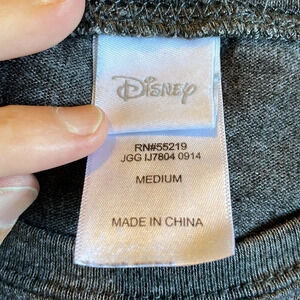 Disney
RN#55219
JGG IJ7804 0914
MEDIUM
MADE IN CHINA